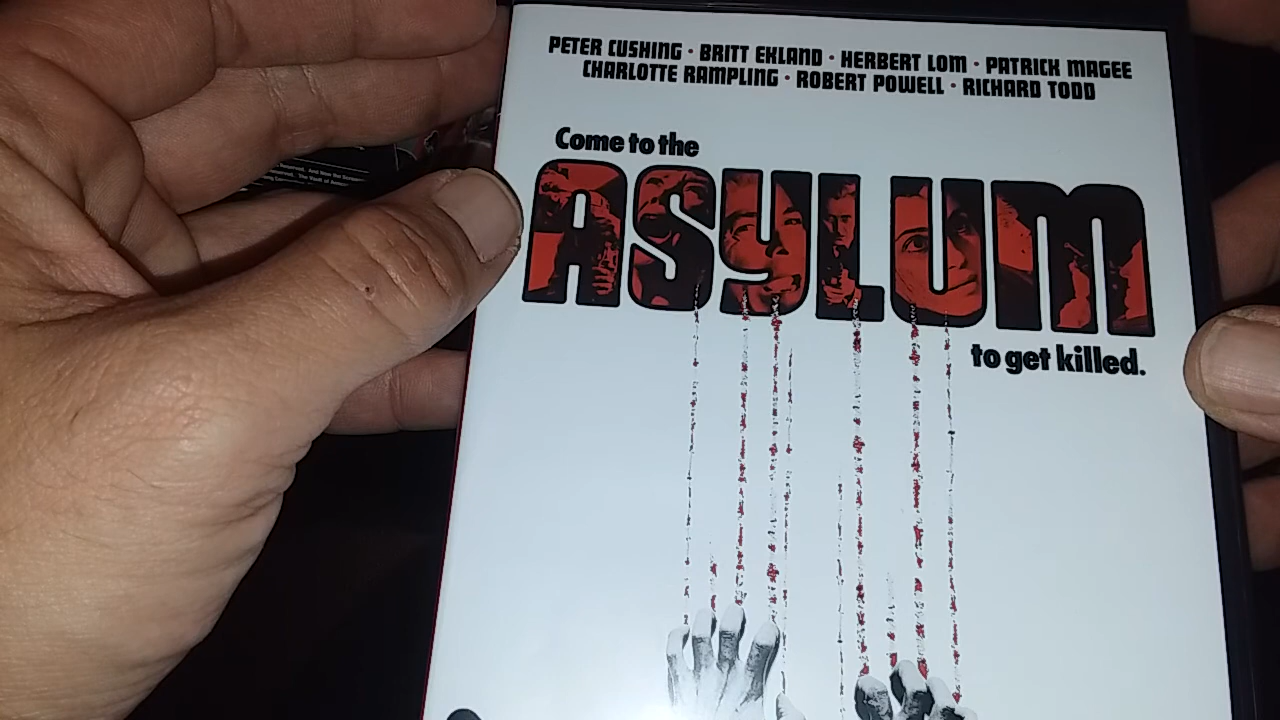 PETER CUSHING · BRITT EKLAND · HERBERT LOM · PATRICK MAGEE
CHARLOTTE RAMPLING · ROBERT POWELL · RICHARD TODD
Come to the
ASYLUM
to get killed.